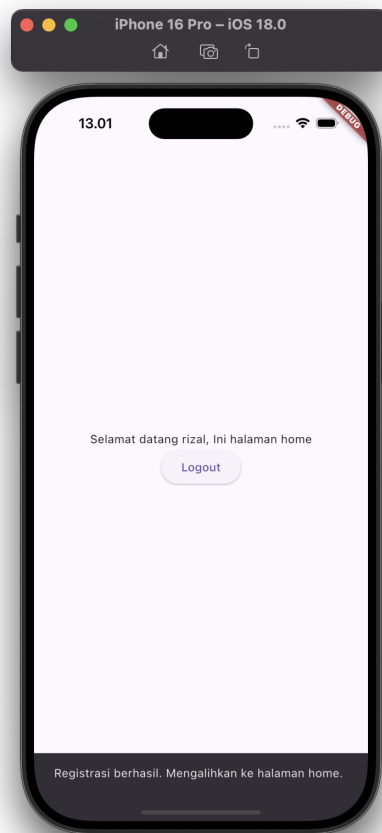 iPhone 16 Pro – iOS 18.0
13.01
DEBUG
Selamat datang rizal, Ini halaman home
Logout
Registrasi berhasil. Mengalihkan ke halaman home.